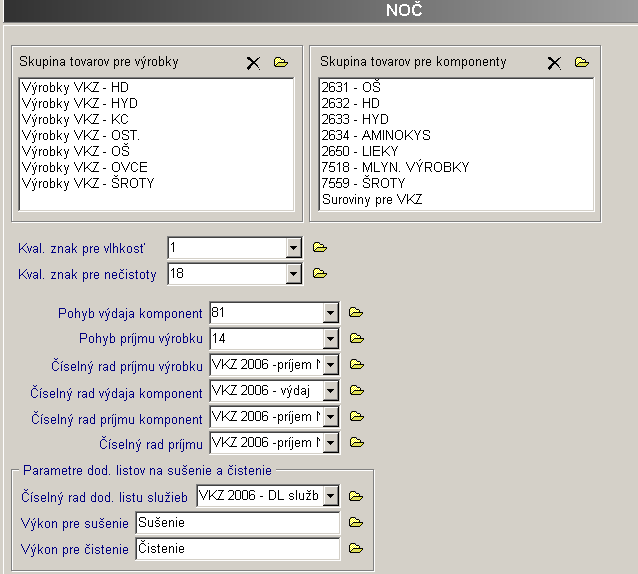 NOČ
Skupina tovarov pre výrobky
Výrobky VKZ - HD
Výrobky VKZ - HYD
Výrobky VKZ - KC
Výrobky VKZ - OST.
Výrobky VKZ - OŠ
Výrobky VKZ - OVCE
Výrobky VKZ - ŠROTY
Skupina tovarov pre komponenty
2631 - OŠ
2632 - HD
2633 - HYD
2634 - AMINOKYS
2650 - LIEKY
7518 - MLYN. VÝROBKY
7559 - ŠROTY
Suroviny pre VKZ
Kval. znak pre vlhkosť 1
Kval. znak pre nečistoty 18
Pohyb výdaja komponent 81
Pohyb príjmu výrobku 14
Číselný rad príjmu výrobku VKZ 2006 -príjem
Číselný rad výdaja komponent VKZ 2006 - výdaj
Číselný rad príjmu komponent VKZ 2006 -príjem
Číselný rad príjmu VKZ 2006 -príjem
Parametre dod. listov na sušenie a čistenie
Číselný rad dod. listu služieb VKZ 2006 - DL služb
Výkon pre sušenie Sušenie
Výkon pre čistenie Čistenie